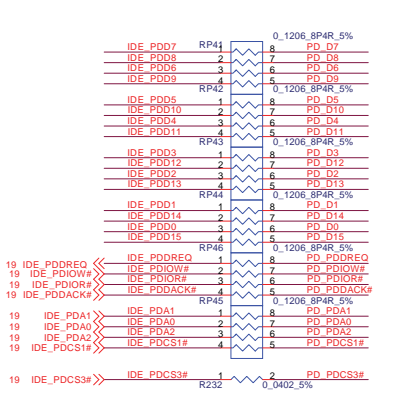 RP41 0_1206_8P4R_5%
IDE_PDD7 1 8 PD_D7
IDE_PDD8 2 7 PD_D8
IDE_PDD6 3 6 PD_D6
IDE_PDD9 4 5 PD_D9
RP42 0_1206_8P4R_5%
IDE_PDD5 1 8 PD_D5
IDE_PDD10 2 7 PD_D10
IDE_PDD4 3 6 PD_D4
IDE_PDD11 4 5 PD_D11
RP43 0_1206_8P4R_5%
IDE_PDD3 1 8 PD_D3
IDE_PDD12 2 7 PD_D12
IDE_PDD2 3 6 PD_D2
IDE_PDD13 4 5 PD_D13
RP44 0_1206_8P4R_5%
IDE_PDD1 1 8 PD_D1
IDE_PDD14 2 7 PD_D14
IDE_PDD0 3 6 PD_D0
IDE_PDD15 4 5 PD_D15
RP46 0_1206_8P4R_5%
19 IDE_PDDREQ IDE_PDDREQ 1 8 PD_PDDREQ
19 IDE_PDIOW# IDE_PDIOW# 2 7 PD_PDIOW#
19 IDE_PDIOR# IDE_PDIOR# 3 6 PD_PDIOR#
19 IDE_PDDACK# IDE_PDDACK# 4 5 PD_PDDACK#
RP45 0_1206_8P4R_5%
19 IDE_PDA1 IDE_PDA1 1 8 PD_PDA1
19 IDE_PDA0 IDE_PDA0 2 7 PD_PDA0
19 IDE_PDA2 IDE_PDA2 3 6 PD_PDA2
19 IDE_PDCS1# IDE_PDCS1# 4 5 PD_PDCS1#
19 IDE_PDCS3# IDE_PDCS3# 1 2 PD_PDCS3#
R232 0_0402_5%